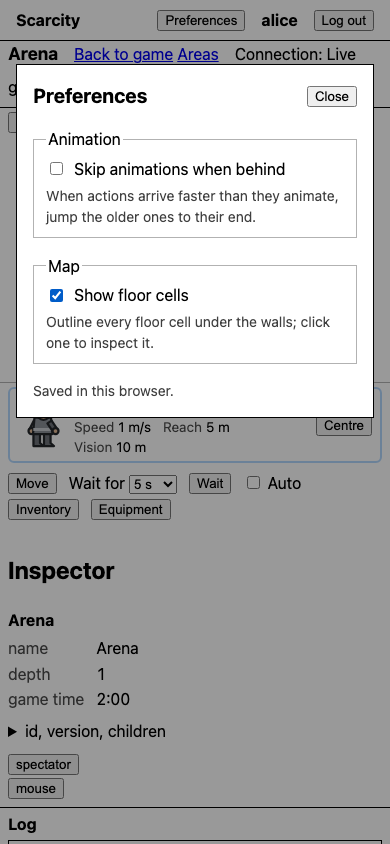 Scarcity Preferences alice Log out
Arena Back to game Areas Connection: Live
Preferences Close
Animation
Skip animations when behind
When actions arrive faster than they animate,
jump the older ones to their end.
Map
Show floor cells
Outline every floor cell under the walls; click
one to inspect it.
Saved in this browser.
Speed 1 m/s Reach 5 m Centre
Vision 10 m
Move Wait for 5 s Wait Auto
Inventory Equipment
Inspector
Arena
name Arena
depth 1
game time 2:00
id, version, children
spectator
mouse
Log